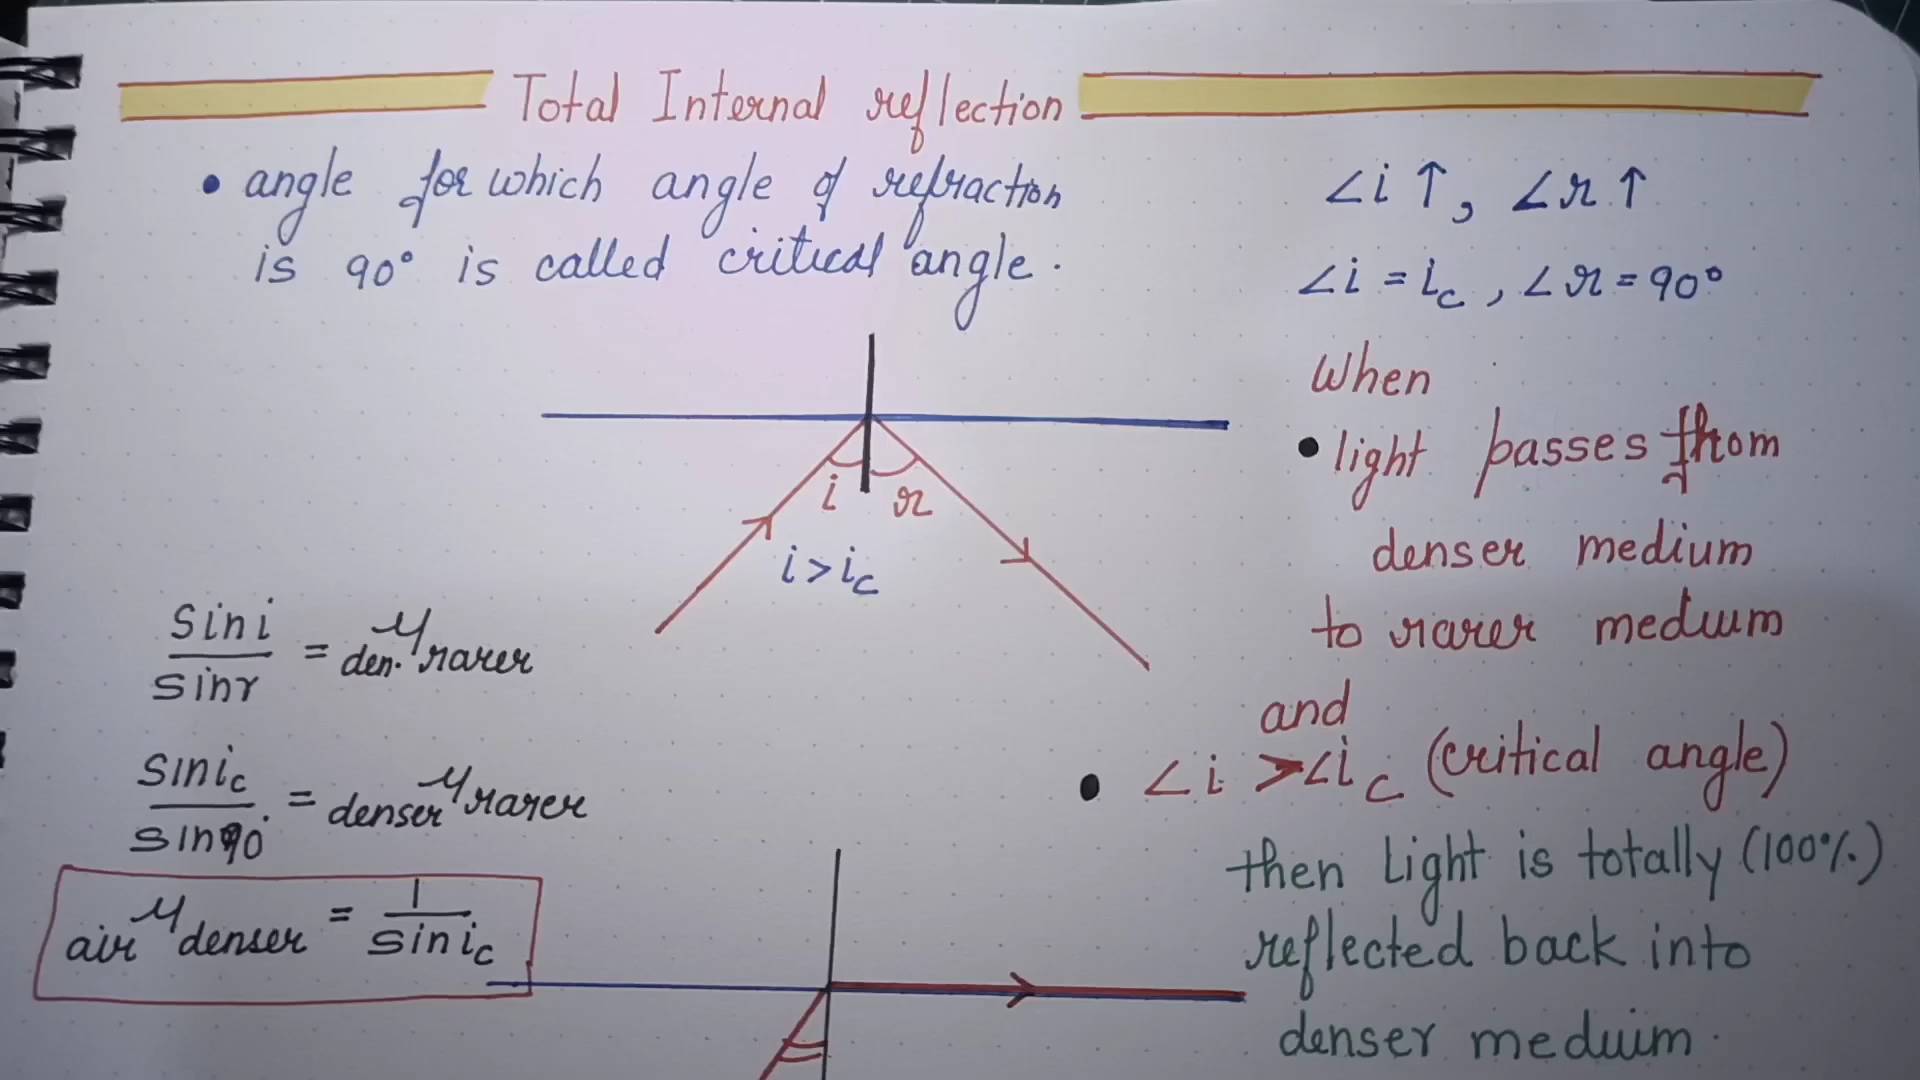 Total Internal reflection
• angle for which angle of refraction
is 90° is called critical angle.
∠i ↑, ∠r ↑
∠i = ic, ∠r = 90°
When
• light passes from
denser medium
to rarer medium
and
• ∠i > ∠ic (critical angle)
then Light is totally (100%)
reflected back into
denser medium.
i r
i > ic
sin i / sin r = den. μ rarer
sin ic / sin 90° = denser μ rarer
air μ denser = 1 / sin ic